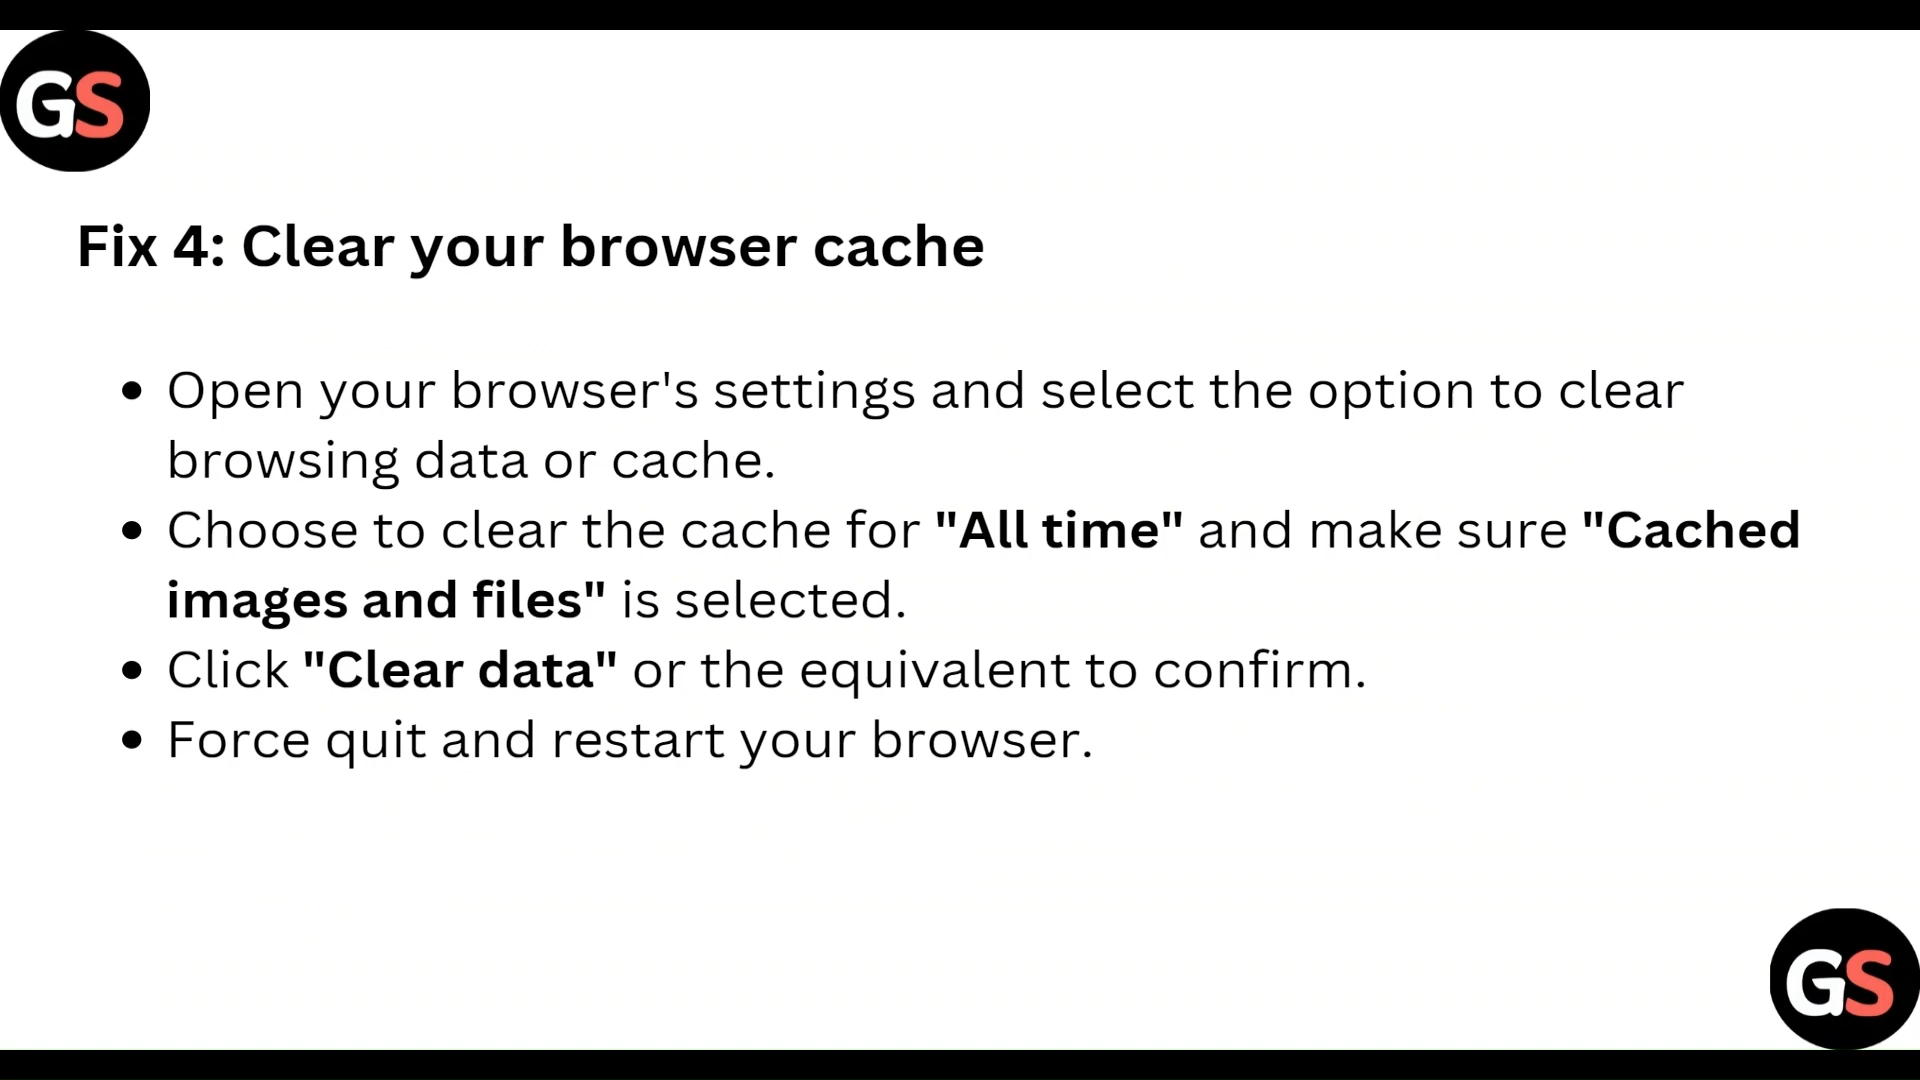 GS
Fix 4: Clear your browser cache
• Open your browser's settings and select the option to clear
browsing data or cache.
• Choose to clear the cache for "All time" and make sure "Cached
images and files" is selected.
• Click "Clear data" or the equivalent to confirm.
• Force quit and restart your browser.
GS